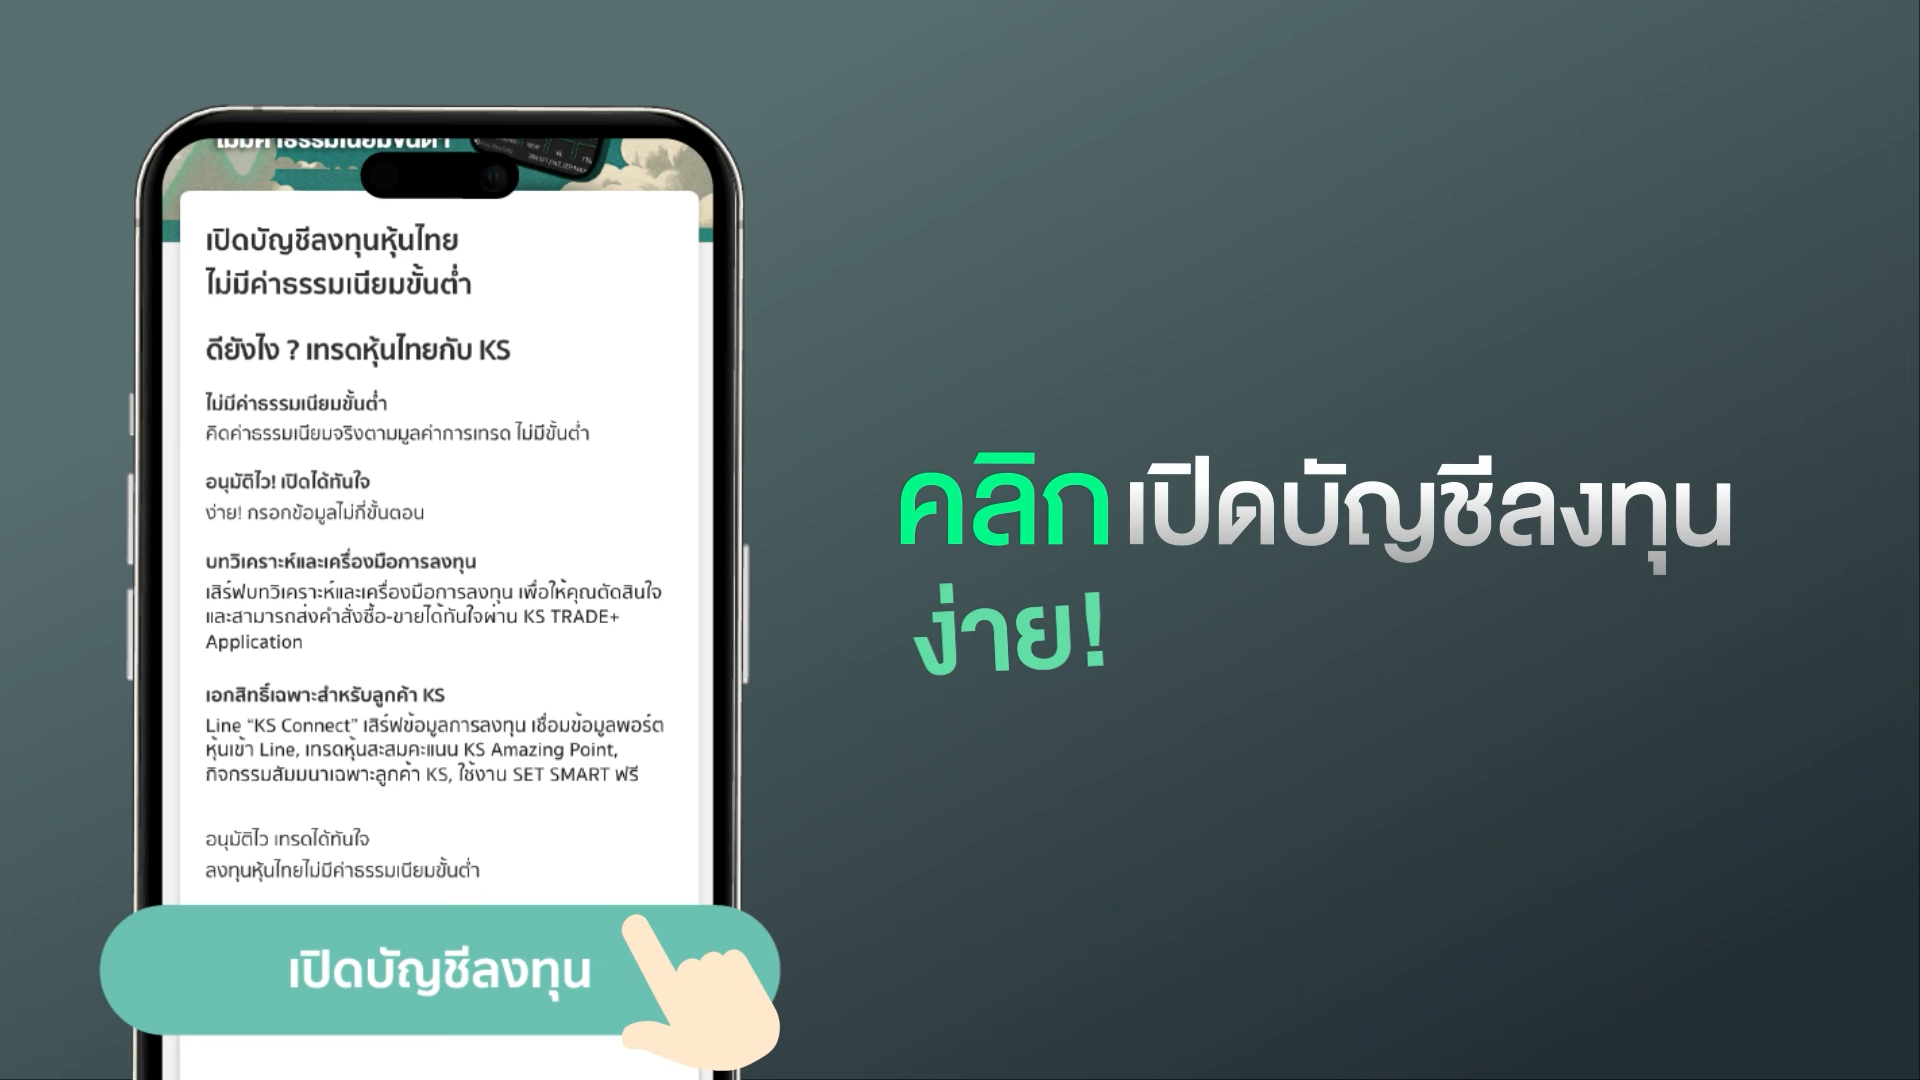 ไม่มีค่าธรรมเนียมขั้นต่ำ
เปิดบัญชีลงทุนหุ้นไทย
ไม่มีค่าธรรมเนียมขั้นต่ำ
ดียังไง ? เทรดหุ้นไทยกับ KS
ไม่มีค่าธรรมเนียมขั้นต่ำ
คิดค่าธรรมเนียมจริงตามมูลค่าการเทรด ไม่มีขั้นต่ำ
อนุมัติไว! เปิดได้ทันใจ
ง่าย! กรอกข้อมูลไม่กี่ขั้นตอน
บทวิเคราะห์และเครื่องมือการลงทุน
เสิร์ฟบทวิเคราะห์และเครื่องมือการลงทุน เพื่อให้คุณตัดสินใจ
และสามารถส่งคำสั่งซื้อ-ขายได้ทันใจผ่าน KS TRADE+
Application
เอกสิทธิ์เฉพาะสำหรับลูกค้า KS
Line “KS Connect” เสิร์ฟข้อมูลการลงทุน เชื่อมข้อมูลพอร์ต
หุ้นเข้า Line, เทรดหุ้นสะสมคะแนน KS Amazing Point,
กิจกรรมสัมมนาเฉพาะลูกค้า KS, ใช้งาน SET SMART ฟรี
อนุมัติไว เทรดได้ทันใจ
ลงทุนหุ้นไทยไม่มีค่าธรรมเนียมขั้นต่ำ
เปิดบัญชีลงทุน
คลิกเปิดบัญชีลงทุน
ง่าย!